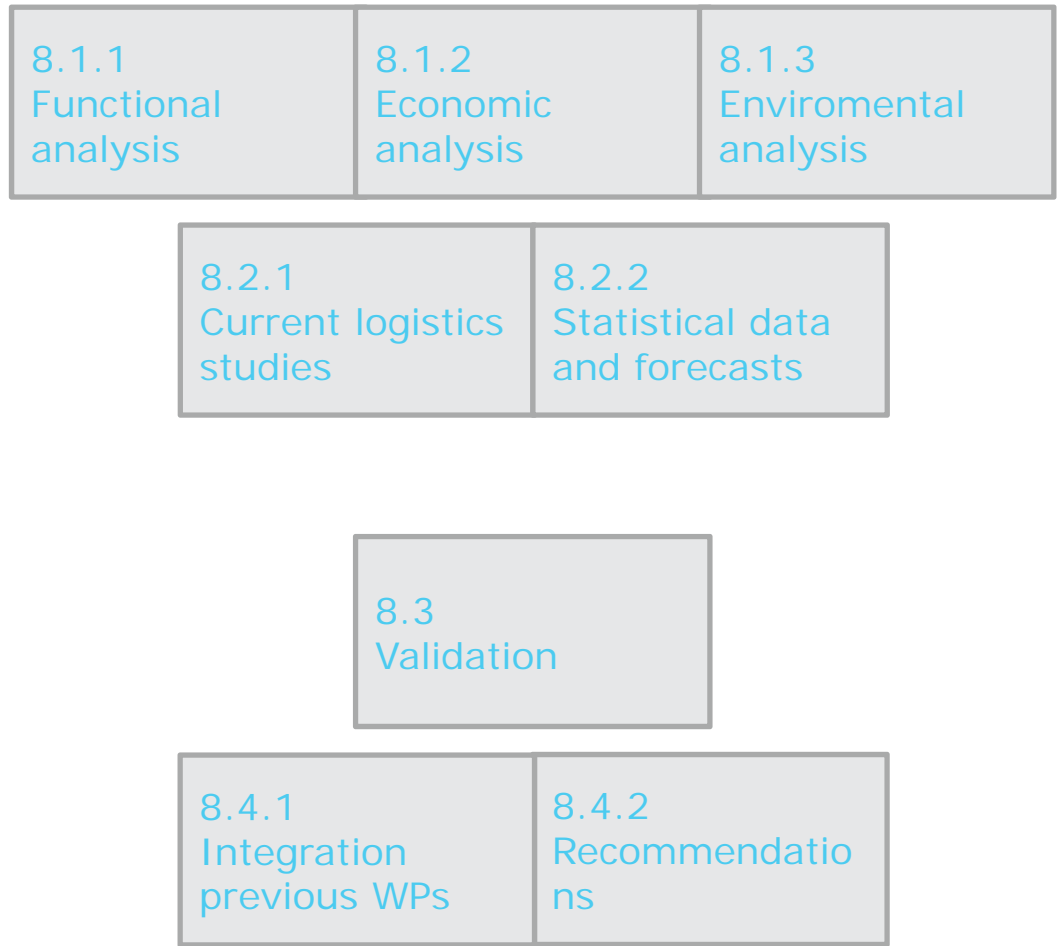 8.1.1
Functional
analysis
8.1.2
Economic
analysis
8.1.3
Enviromental
analysis
8.2.1
Current logistics
studies
8.2.2
Statistical data
and forecasts
8.3
Validation
8.4.1
Integration
previous WPs
8.4.2
Recommendatio
ns